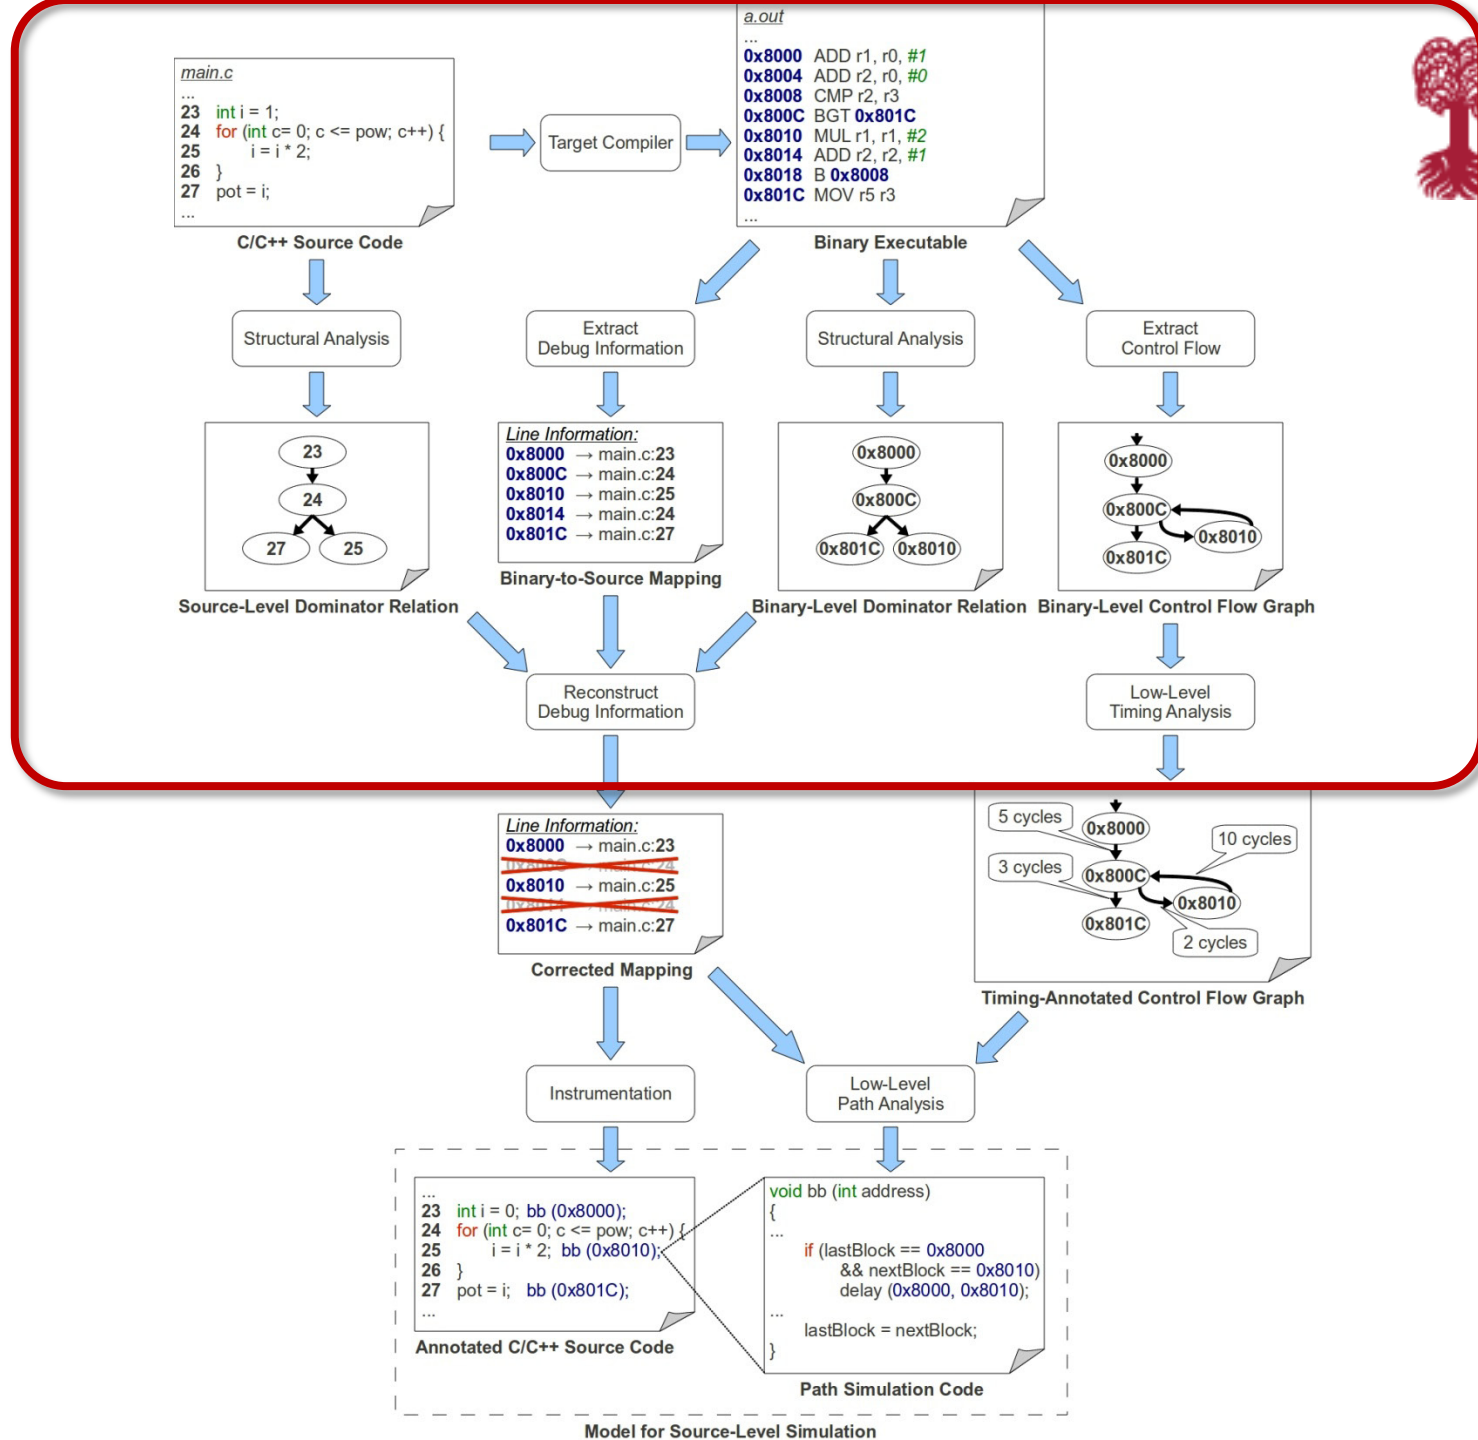 main.c
...
23 int i = 1;
24 for (int c= 0; c <= pow; c++) {
25 i = i * 2;
26 }
27 pot = i;
...
C/C++ Source Code
Target Compiler
a.out
...
0x8000 ADD r1, r0, #1
0x8004 ADD r2, r0, #0
0x8008 CMP r2, r3
0x800C BGT 0x801C
0x8010 MUL r1, r1, #2
0x8014 ADD r2, r2, #1
0x8018 B 0x8008
0x801C MOV r5 r3
...
Binary Executable
Structural Analysis
Extract
Debug Information
Structural Analysis
Extract
Control Flow
23
24
27 25
Source-Level Dominator Relation
Line Information:
0x8000 → main.c:23
0x800C → main.c:24
0x8010 → main.c:25
0x8014 → main.c:24
0x801C → main.c:27
Binary-to-Source Mapping
0x8000
0x800C
0x801C 0x8010
Binary-Level Dominator Relation
0x8000
0x800C
0x8010
0x801C
Binary-Level Control Flow Graph
Reconstruct
Debug Information
Low-Level
Timing Analysis
Line Information:
0x8000 → main.c:23
0x800C → main.c:24
0x8010 → main.c:25
0x8014 → main.c:24
0x801C → main.c:27
Corrected Mapping
5 cycles
0x8000
10 cycles
3 cycles
0x800C
0x8010
0x801C
2 cycles
Timing-Annotated Control Flow Graph
Instrumentation
Low-Level
Path Analysis
...
23 int i = 0; bb (0x8000);
24 for (int c= 0; c <= pow; c++) {
25 i = i * 2; bb (0x8010);
26 }
27 pot = i; bb (0x801C);
...
Annotated C/C++ Source Code
void bb (int address)
{
...
if (lastBlock == 0x8000
&& nextBlock == 0x8010)
delay (0x8000, 0x8010);
...
lastBlock = nextBlock;
}
Path Simulation Code
Model for Source-Level Simulation